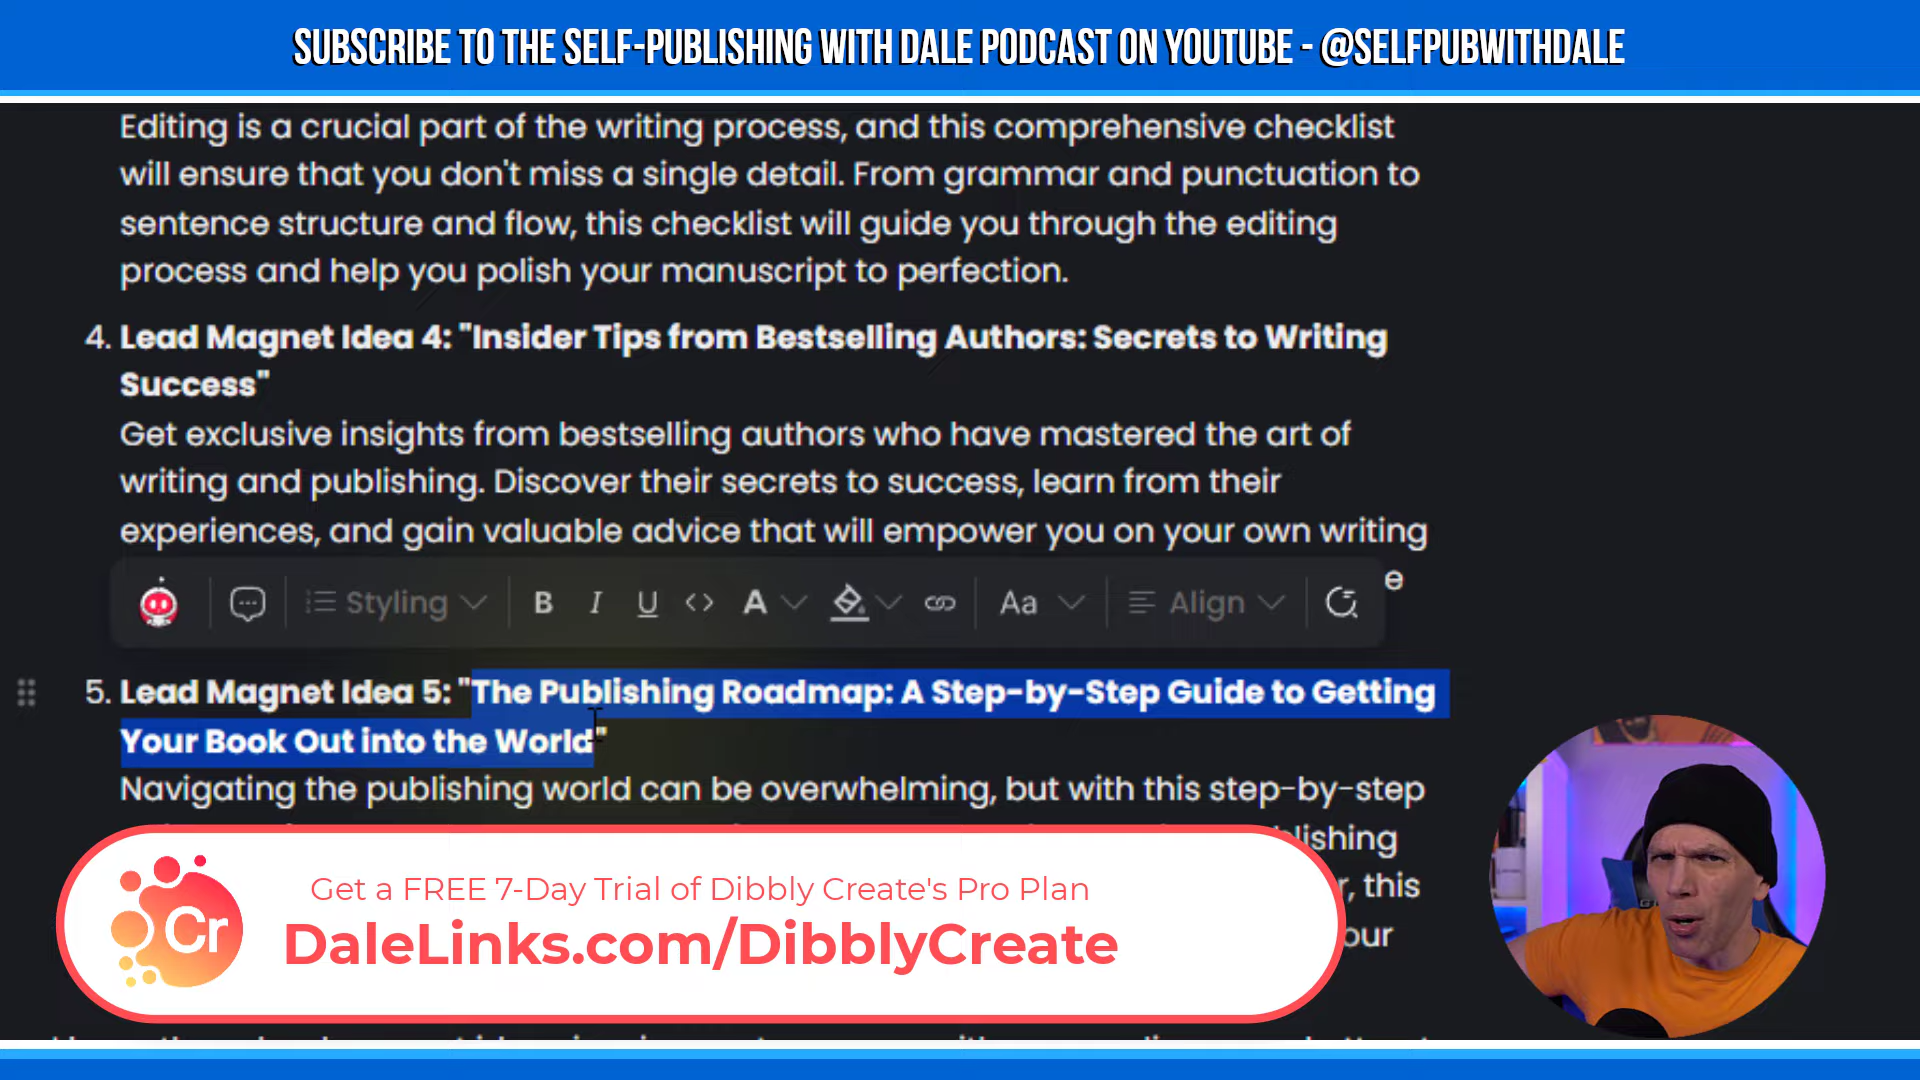 SUBSCRIBE TO THE SELF-PUBLISHING WITH DALE PODCAST ON YOUTUBE - @SELFPUBWITHDALE
Editing is a crucial part of the writing process, and this comprehensive checklist
will ensure that you don't miss a single detail. From grammar and punctuation to
sentence structure and flow, this checklist will guide you through the editing
process and help you polish your manuscript to perfection.
4. Lead Magnet Idea 4: "Insider Tips from Bestselling Authors: Secrets to Writing
Success"
Get exclusive insights from bestselling authors who have mastered the art of
writing and publishing. Discover their secrets to success, learn from their
experiences, and gain valuable advice that will empower you on your own writing
Styling B I U <> A Aa Align
5. Lead Magnet Idea 5: "The Publishing Roadmap: A Step-by-Step Guide to Getting
Your Book Out into the World"
Navigating the publishing world can be overwhelming, but with this step-by-step
this
Cr
Get a FREE 7-Day Trial of Dibbly Create's Pro Plan
DaleLinks.com/DibblyCreate